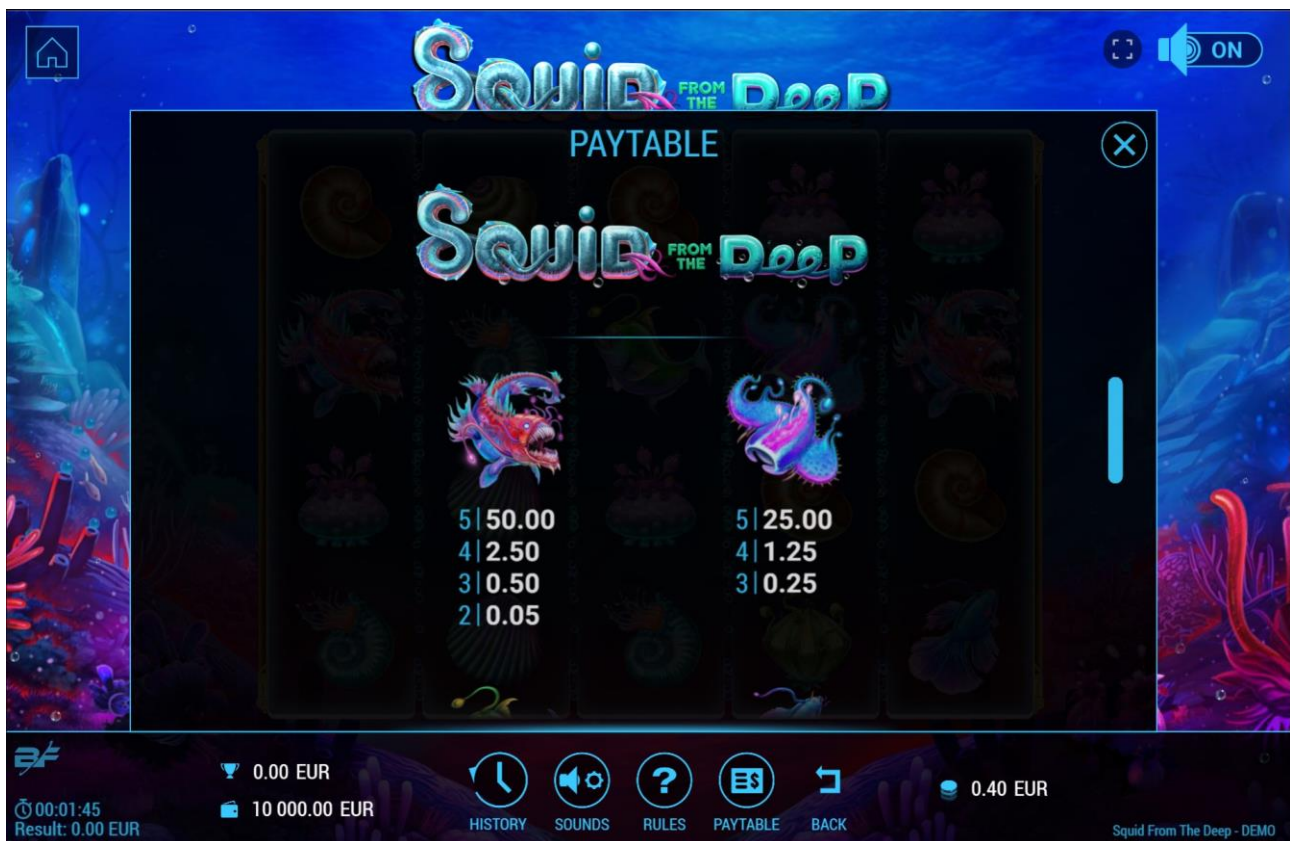 SQUID FROM THE DEEP
ON
PAYTABLE
SQUID FROM THE DEEP
5|50.00
4|2.50
3|0.50
2|0.05
5|25.00
4|1.25
3|0.25
BF
0.00 EUR
10 000.00 EUR
00:01:45
Result: 0.00 EUR
HISTORY
SOUNDS
RULES
PAYTABLE
BACK
0.40 EUR
Squid From The Deep - DEMO